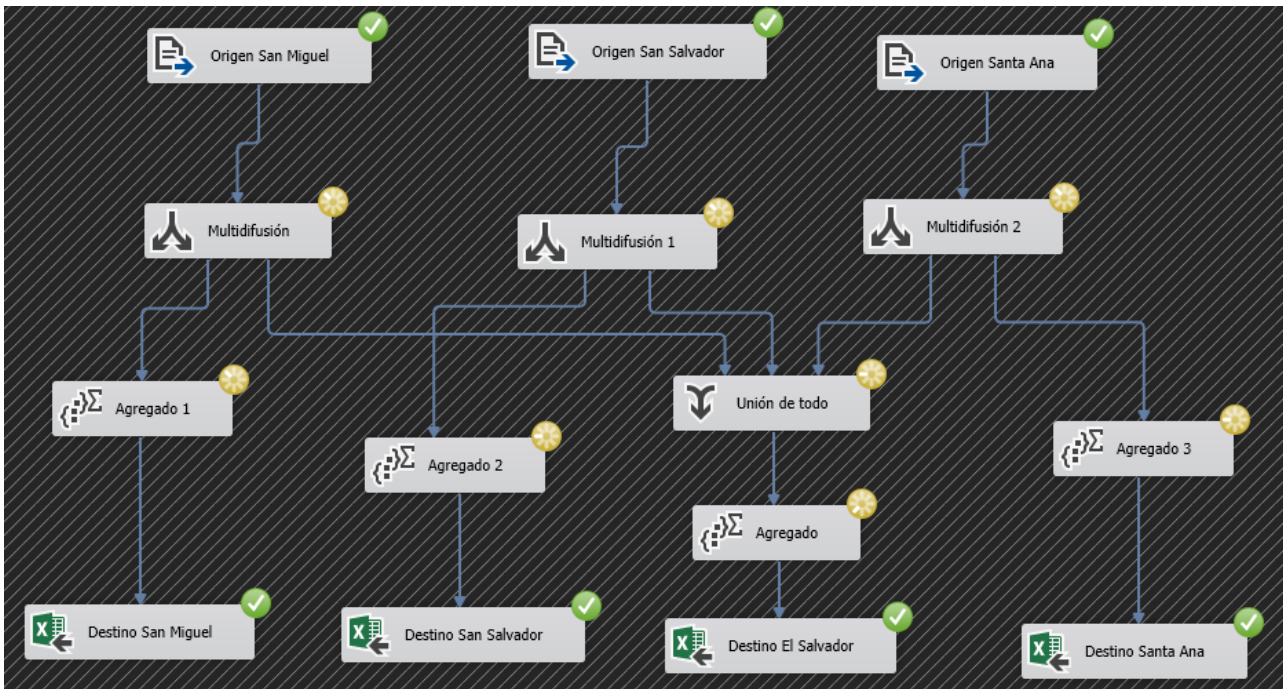 Origen San Miguel
Origen San Salvador
Origen Santa Ana
Multidifusión
Multidifusión 1
Multidifusión 2
Agregado 1
Unión de todo
Agregado 2
Agregado 3
Agregado
Destino San Miguel
Destino San Salvador
Destino El Salvador
Destino Santa Ana